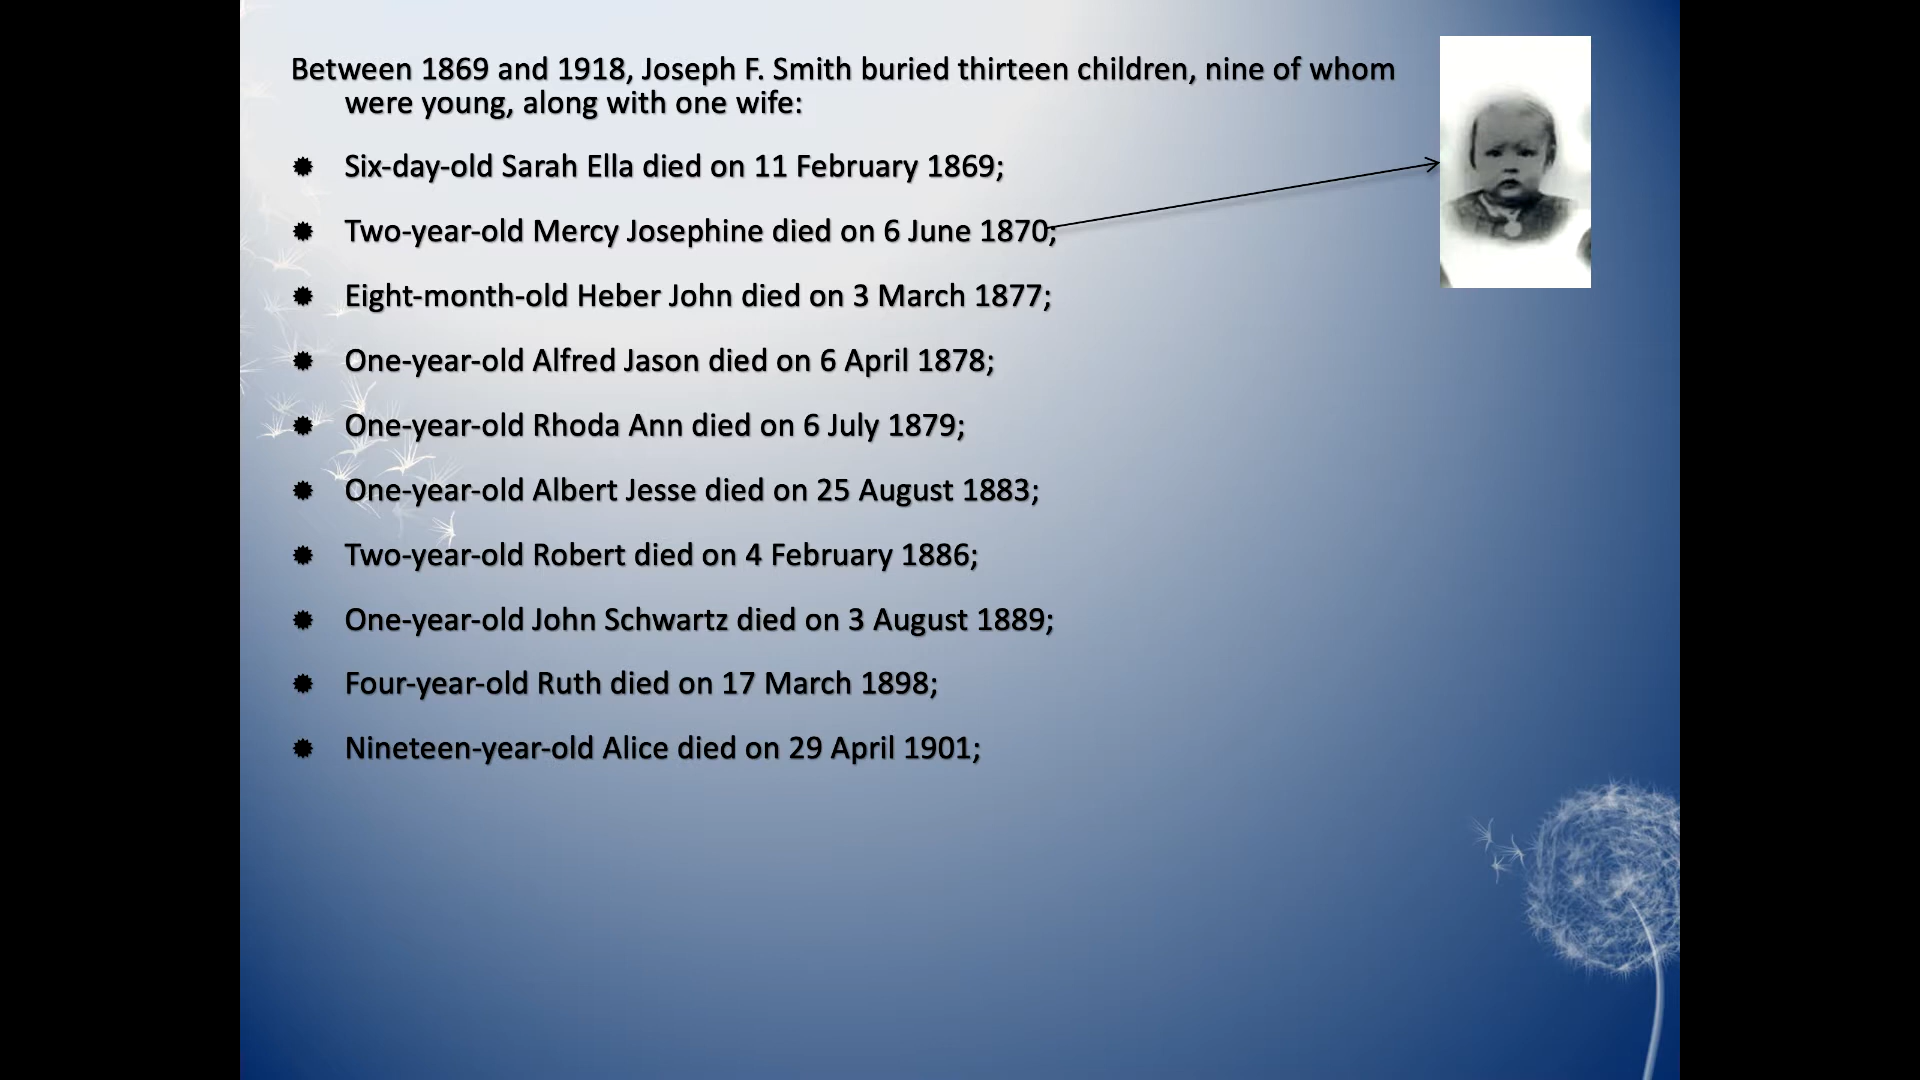 Between 1869 and 1918, Joseph F. Smith buried thirteen children, nine of whom
were young, along with one wife:
Six-day-old Sarah Ella died on 11 February 1869;
Two-year-old Mercy Josephine died on 6 June 1870;
Eight-month-old Heber John died on 3 March 1877;
One-year-old Alfred Jason died on 6 April 1878;
One-year-old Rhoda Ann died on 6 July 1879;
One-year-old Albert Jesse died on 25 August 1883;
Two-year-old Robert died on 4 February 1886;
One-year-old John Schwartz died on 3 August 1889;
Four-year-old Ruth died on 17 March 1898;
Nineteen-year-old Alice died on 29 April 1901;